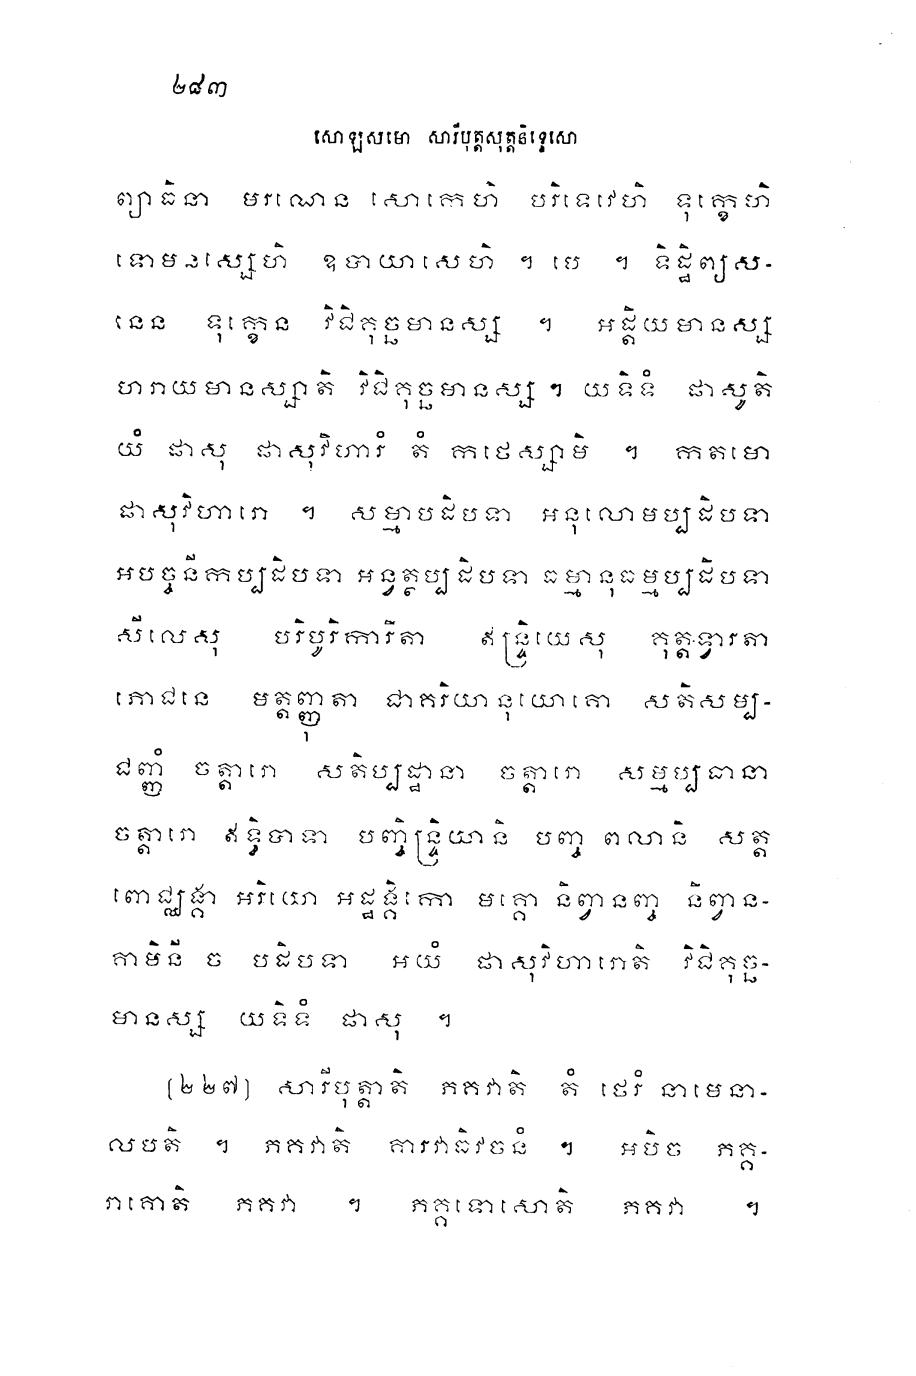 ២៨៣
សោឡសមោ សារីបុត្តសុត្តនិទ្ទេសោ
ព្យាធិនា មរណេន សោកេហិ បរិទេវេហិ ទុក្ខេហិ
ទោមនស្សេហិ ឧបាយាសេហិ ។ បេ ។ ទិដ្ឋិព្យស-
នេន ទុក្ខេន វិជិកុច្ឆមានស្ស ។ អដ្តិយមានស្ស
ហរាយមានស្សាតិ វិជិកុច្ឆមានស្ស ។ យទិទំ ផាសូតិ
យំ ផាសុ ផាសុវិហារំ តំ កថេស្សាមិ ។ កតមោ
ផាសុវិហារោ ។ សម្មាបដិបទា អនុលោមប្បដិបទា
អបច្ចនីកប្បដិបទា អន្វត្ថប្បដិបទា ធម្មានុធម្មប្បដិបទា
សីលេសុ បរិបូរិការីតា ឥន្ទ្រិយេសុ គុត្តទ្វារតា
ភោជនេ មត្តញ្ញុតា ជាគរិយានុយោគោ សតិសម្ប-
ជញ្ញំ ចត្តារោ សតិប្បដ្ឋានា ចត្តារោ សម្មប្បធានា
ចត្តារោ ឥទ្ធិបាទា បញ្ចិន្ទ្រិយានិ បញ្ច ពលានិ សត្ត
ពោជ្ឈង្គា អរិយោ អដ្ឋង្គិកោ មគ្គោ និព្វានញ្ច និព្វាន-
គាមិនី ច បដិបទា អយំ ផាសុវិហារោតិ វិជិកុច្ឆ-
មានស្ស យទិទំ ផាសុ ។
(២២៧) សារីបុត្តាតិ ភគវាតិ តំ ថេរំ នាមេនា-
លបតិ ។ ភគវាតិ គារវាធិវចនំ ។ អបិច ភគ្គ-
រាគោតិ ភគវា ។ ភគ្គទោសោតិ ភគវា ។